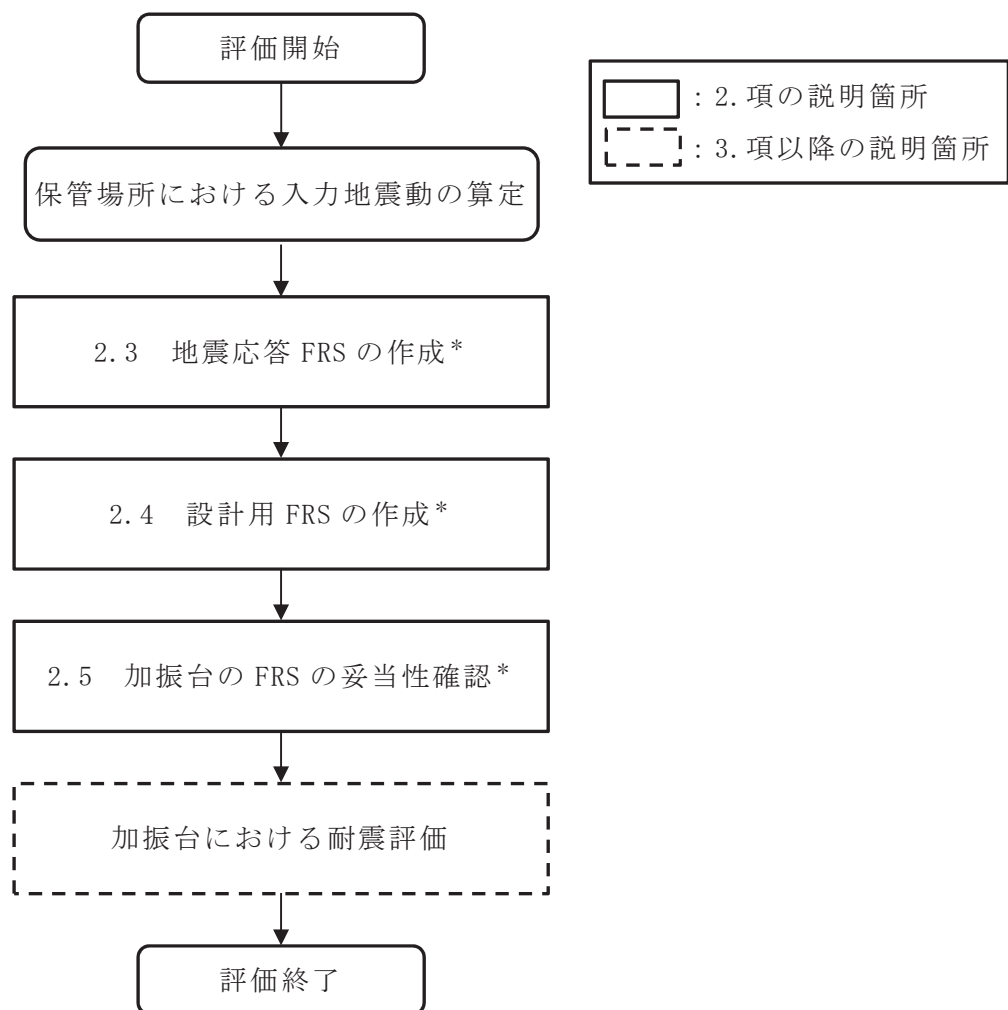 評価開始
: 2.項の説明箇所
: 3.項以降の説明箇所
保管場所における入力地震動の算定
2.3 地震応答 FRS の作成*
2.4 設計用 FRS の作成*
2.5 加振台の FRS の妥当性確認*
加振台における耐震評価
評価終了